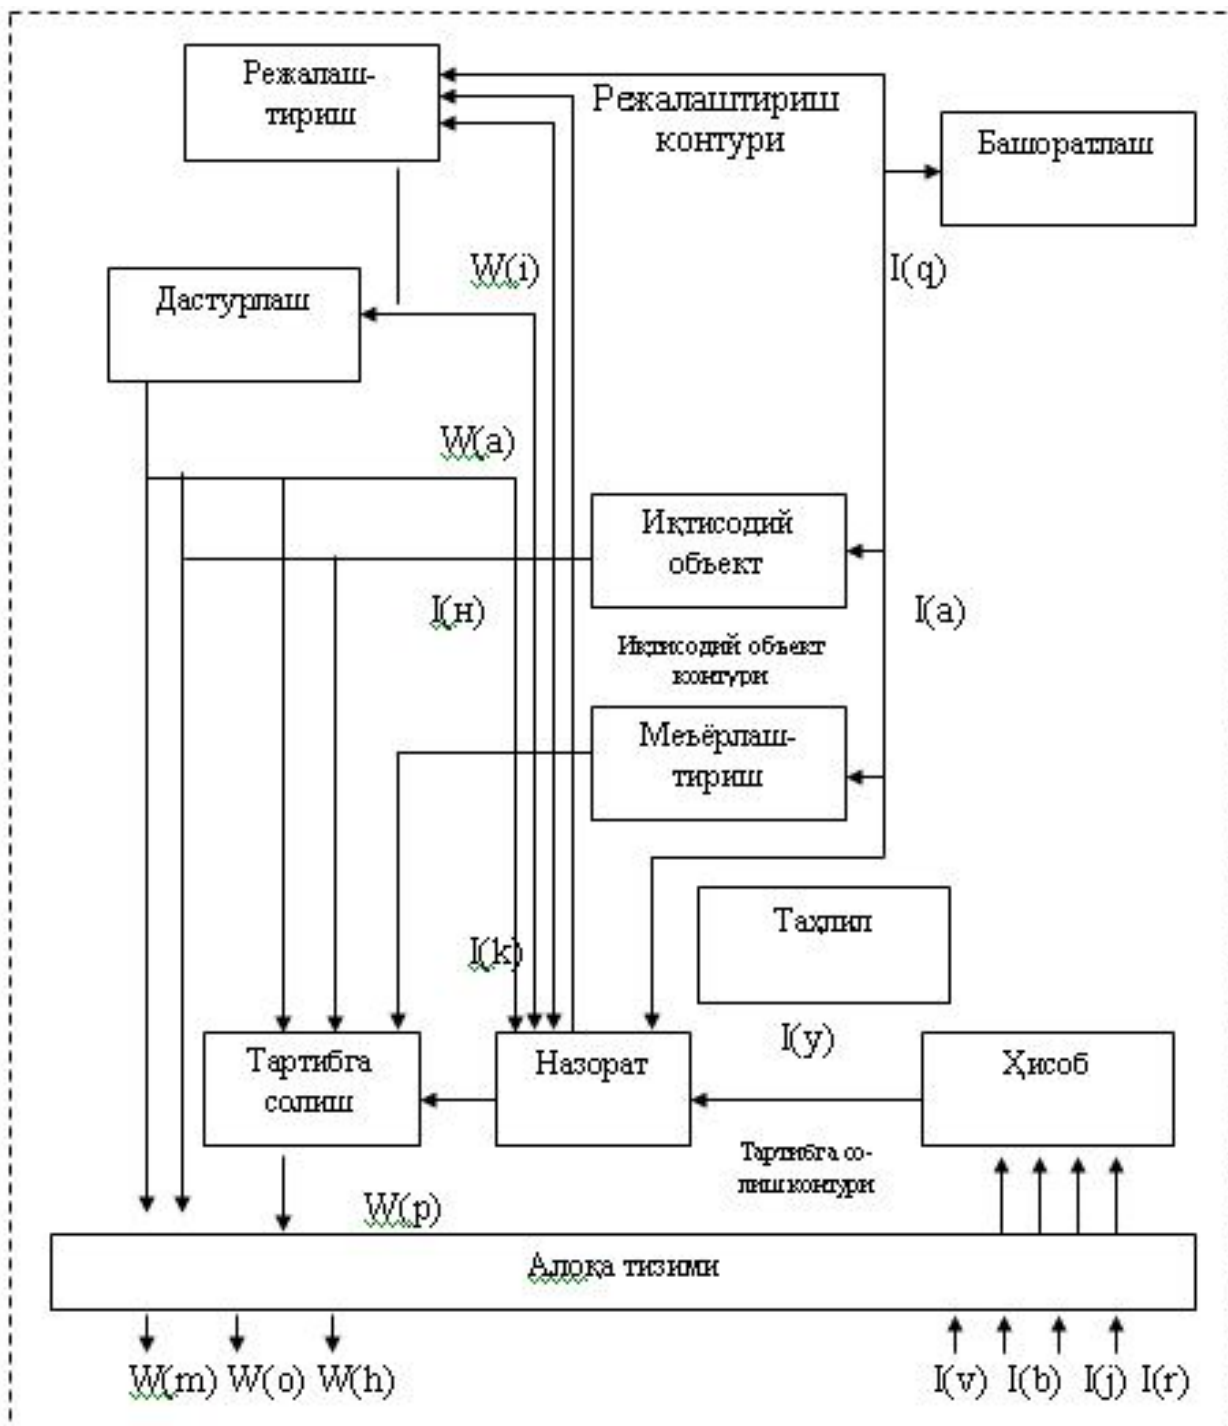 Режалаш-
тириш
Режалаштириш
контури
Башоратлаш
W(i)
I(q)
Дастурлаш
W(a)
Иқтисодий
объект
I(н)
I(a)
Иқтисодий объект
контури
Меьёрлаш-
тириш
Таҳлил
I(k)
I(y)
Тартибга
солиш
Назорат
Ҳисоб
Тартибга со-
лиш контури
W(p)
Алоқа тизими
W(m) W(o) W(h)
I(v) I(b) I(j) I(r)